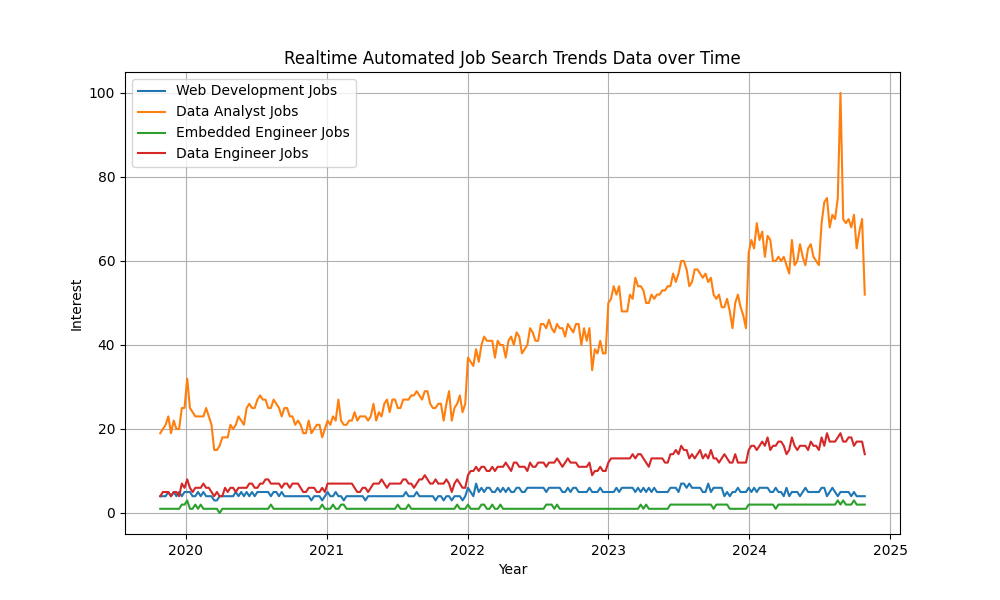 Realtime Automated Job Search Trends Data over Time
Web Development Jobs
Data Analyst Jobs
Embedded Engineer Jobs
Data Engineer Jobs
100
80
60
40
20
0
Interest
2020 2021 2022 2023 2024 2025
Year